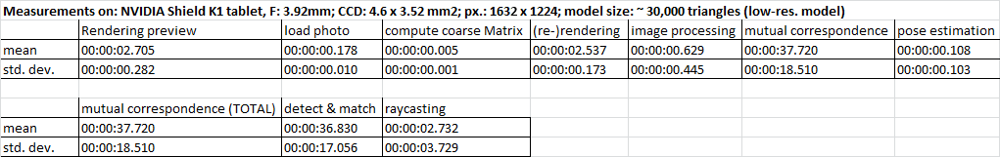 Measurements on: NVIDIA Shield K1 tablet, F: 3.92mm; CCD: 4.6 x 3.52 mm2; px.: 1632 x 1224; model size: ~ 30,000 triangles (low-res. model)
Rendering preview load photo compute coarse Matrix (re-)rendering image processing mutual correspondence pose estimation
mean 00:00:02.705 00:00:00.178 00:00:00.005 00:00:02.537 00:00:00.629 00:00:37.720 00:00:00.108
std. dev. 00:00:00.282 00:00:00.010 00:00:00.001 00:00:00.173 00:00:00.445 00:00:18.510 00:00:00.103
mutual correspondence (TOTAL) detect & match raycasting
mean 00:00:37.720 00:00:36.830 00:00:02.732
std. dev. 00:00:18.510 00:00:17.056 00:00:03.729